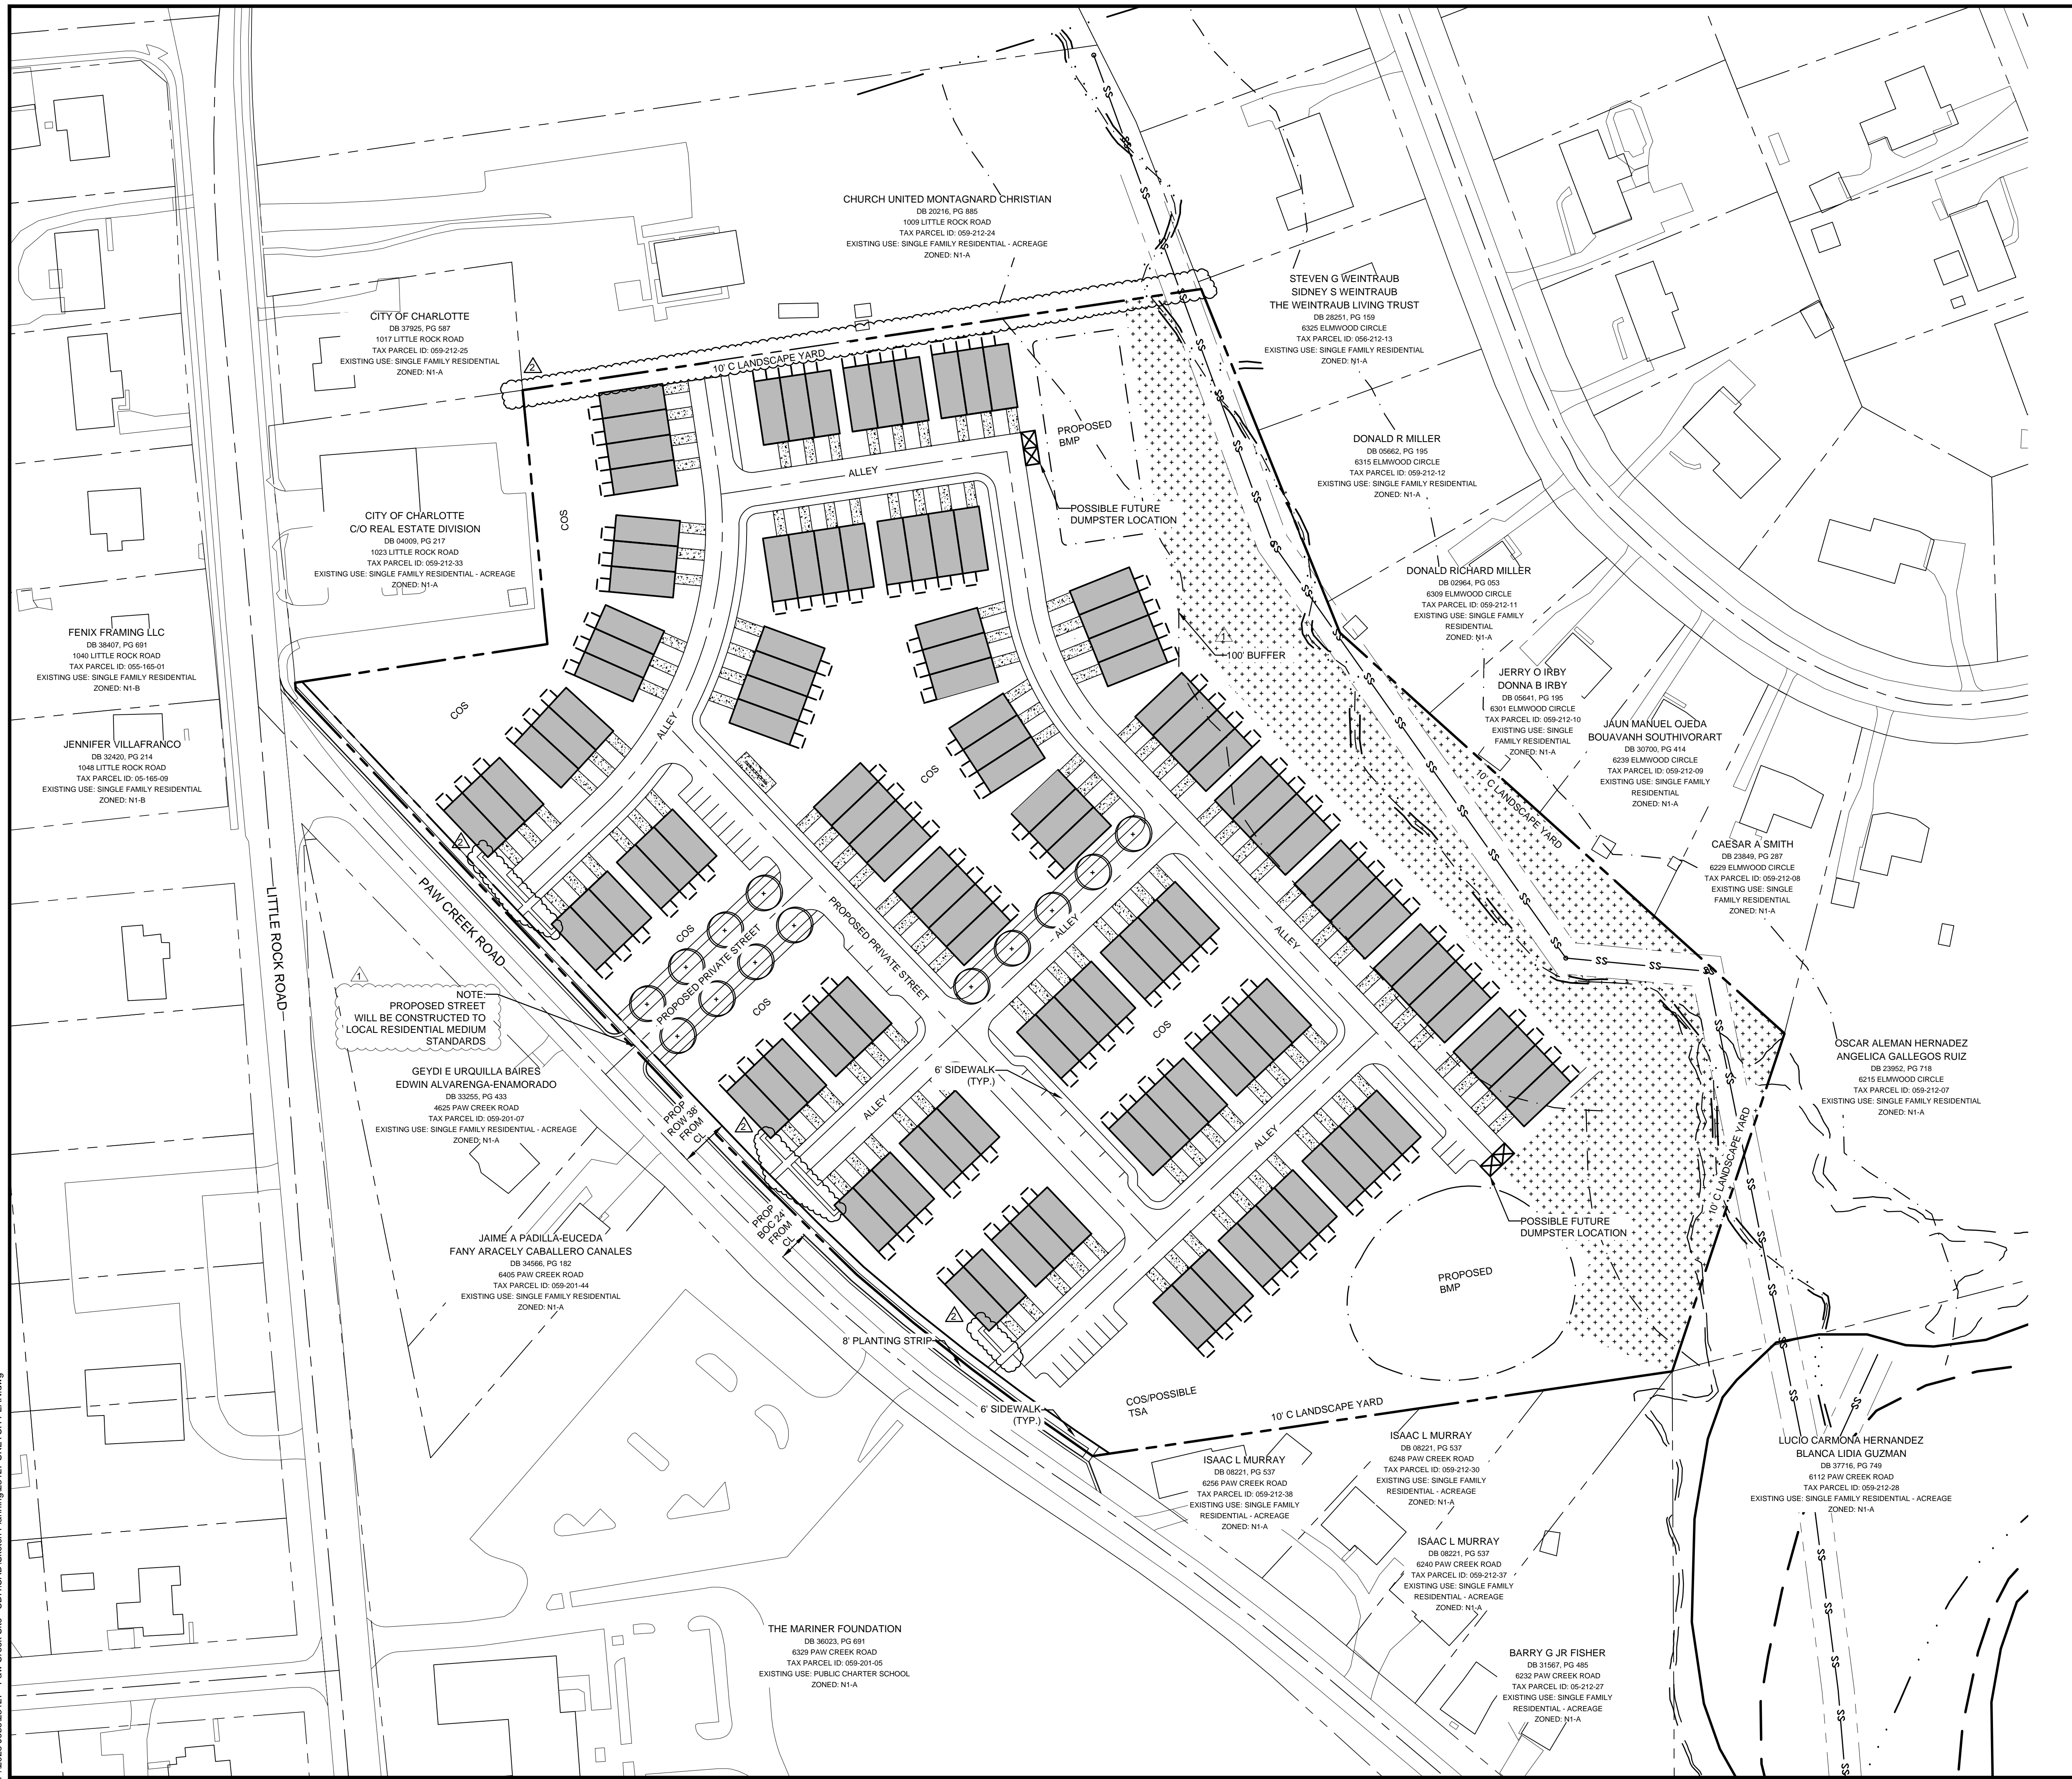 CHURCH UNITED MONTAGNARD CHRISTIAN
DB 20216, PG 885
1009 LITTLE ROCK ROAD
TAX PARCEL ID: 059-212-24
EXISTING USE: SINGLE FAMILY RESIDENTIAL - ACREAGE
ZONED: N1-A
STEVEN G WEINTRAUB
SIDNEY S WEINTRAUB
THE WEINTRAUB LIVING TRUST
DB 28251, PG 159
6325 ELMWOOD CIRCLE
TAX PARCEL ID: 056-212-13
EXISTING USE: SINGLE FAMILY RESIDENTIAL
ZONED: N1-A
CITY OF CHARLOTTE
DB 37925, PG 587
1017 LITTLE ROCK ROAD
TAX PARCEL ID: 059-212-25
EXISTING USE: SINGLE FAMILY RESIDENTIAL
ZONED: N1-A
2
10' C LANDSCAPE YARD
PROPOSED
BMP
DONALD R MILLER
DB 05662, PG 195
6315 ELMWOOD CIRCLE
TAX PARCEL ID: 059-212-12
EXISTING USE: SINGLE FAMILY RESIDENTIAL
ZONED: N1-A
ALLEY
POSSIBLE FUTURE
DUMPSTER LOCATION
COS
CITY OF CHARLOTTE
C/O REAL ESTATE DIVISION
DB 04009, PG 217
1023 LITTLE ROCK ROAD
TAX PARCEL ID: 059-212-33
EXISTING USE: SINGLE FAMILY RESIDENTIAL - ACREAGE
ZONED: N1-A
DONALD RICHARD MILLER
DB 02964, PG 053
6309 ELMWOOD CIRCLE
TAX PARCEL ID: 059-212-11
EXISTING USE: SINGLE FAMILY
RESIDENTIAL
ZONED: N1-A
FENIX FRAMING LLC
DB 38407, PG 691
1040 LITTLE ROCK ROAD
TAX PARCEL ID: 055-165-01
EXISTING USE: SINGLE FAMILY RESIDENTIAL
ZONED: N1-B
1
100' BUFFER
JERRY O IRBY
DONNA B IRBY
DB 05641, PG 195
6301 ELMWOOD CIRCLE
TAX PARCEL ID: 059-212-10
EXISTING USE: SINGLE
FAMILY RESIDENTIAL
ZONED: N1-A
JAUN MANUEL OJEDA
BOUAVANH SOUTHIVORART
DB 30700, PG 414
6239 ELMWOOD CIRCLE
TAX PARCEL ID: 059-212-09
EXISTING USE: SINGLE FAMILY
RESIDENTIAL
ZONED: N1-A
JENNIFER VILLAFRANCO
DB 32420, PG 214
1048 LITTLE ROCK ROAD
TAX PARCEL ID: 05-165-09
EXISTING USE: SINGLE FAMILY RESIDENTIAL
ZONED: N1-B
COS
ALLEY
COS
10' C LANDSCAPE YARD
CAESAR A SMITH
DB 23849, PG 287
6229 ELMWOOD CIRCLE
TAX PARCEL ID: 059-212-08
EXISTING USE: SINGLE
FAMILY RESIDENTIAL
ZONED: N1-A
2
LITTLE ROCK ROAD
PAW CREEK ROAD
COS
PROPOSED PRIVATE STREET
PROPOSED PRIVATE STREET
COS
ALLEY
ALLEY
COS
1
NOTE:
PROPOSED STREET
WILL BE CONSTRUCTED TO
LOCAL RESIDENTIAL MEDIUM
STANDARDS
GEYDI E URQUILLA BAIRES
EDWIN ALVARENGA-ENAMORADO
DB 33255, PG 433
4625 PAW CREEK ROAD
TAX PARCEL ID: 059-201-07
EXISTING USE: SINGLE FAMILY RESIDENTIAL - ACREAGE
ZONED: N1-A
6' SIDEWALK
(TYP.)
OSCAR ALEMAN HERNADEZ
ANGELICA GALLEGOS RUIZ
DB 23952, PG 718
6215 ELMWOOD CIRCLE
TAX PARCEL ID: 059-212-07
EXISTING USE: SINGLE FAMILY RESIDENTIAL
ZONED: N1-A
PROP
ROW 38'
FROM
CL
2
ALLEY
ALLEY
10' C LANDSCAPE YARD
PROP
BOC 24'
FROM
CL
POSSIBLE FUTURE
DUMPSTER LOCATION
JAIME A PADILLA-EUCEDA
FANY ARACELY CABALLERO CANALES
DB 34566, PG 182
6405 PAW CREEK ROAD
TAX PARCEL ID: 059-201-44
EXISTING USE: SINGLE FAMILY RESIDENTIAL
ZONED: N1-A
PROPOSED
BMP
2
8' PLANTING STRIP
COS/POSSIBLE
TSA
6' SIDEWALK
(TYP.)
10' C LANDSCAPE YARD
ISAAC L MURRAY
DB 08221, PG 537
6256 PAW CREEK ROAD
TAX PARCEL ID: 059-212-38
EXISTING USE: SINGLE FAMILY
RESIDENTIAL - ACREAGE
ZONED: N1-A
ISAAC L MURRAY
DB 08221, PG 537
6248 PAW CREEK ROAD
TAX PARCEL ID: 059-212-30
EXISTING USE: SINGLE FAMILY
RESIDENTIAL - ACREAGE
ZONED: N1-A
LUCIO CARMONA HERNANDEZ
BLANCA LIDIA GUZMAN
DB 37716, PG 749
6112 PAW CREEK ROAD
TAX PARCEL ID: 059-212-28
EXISTING USE: SINGLE FAMILY RESIDENTIAL - ACREAGE
ZONED: N1-A
ISAAC L MURRAY
DB 08221, PG 537
6240 PAW CREEK ROAD
TAX PARCEL ID: 059-212-37
EXISTING USE: SINGLE FAMILY
RESIDENTIAL - ACREAGE
ZONED: N1-A
THE MARINER FOUNDATION
DB 36023, PG 691
6329 PAW CREEK ROAD
TAX PARCEL ID: 059-201-05
EXISTING USE: PUBLIC CHARTER SCHOOL
ZONED: N1-A
BARRY G JR FISHER
DB 31567, PG 485
6232 PAW CREEK ROAD
TAX PARCEL ID: 05-212-27
EXISTING USE: SINGLE FAMILY
RESIDENTIAL - ACREAGE
ZONED: N1-A